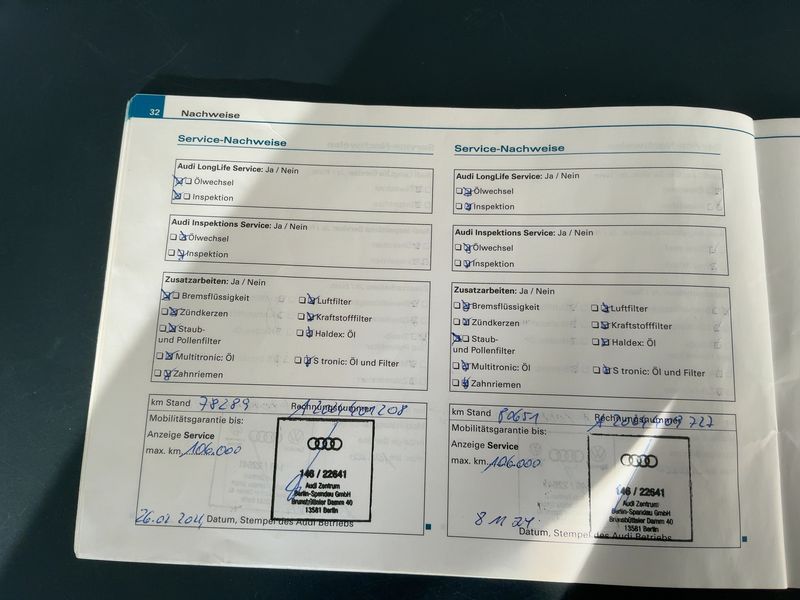 32 Nachweise
Service-Nachweise
Audi LongLife Service: Ja / Nein
Ölwechsel
Inspektion
Audi Inspektions Service: Ja / Nein
Ölwechsel
Inspektion
Zusatzarbeiten: Ja / Nein
Bremsflüssigkeit
Luftfilter
Zündkerzen
Kraftstofffilter
Staub-
und Pollenfilter
Haldex: Öl
Multitronic: Öl
S tronic: Öl und Filter
Zahnriemen
km Stand 78289 Rechnungsnummer
Mobilitätsgarantie bis:
Anzeige Service
max. km 106.000
146 / 22641
Audi Zentrum
Berlin-Spandau GmbH
Brunsbütteler Damm 40
13581 Berlin
Datum, Stempel des Audi Betriebs
Service-Nachweise
Audi LongLife Service: Ja / Nein
Ölwechsel
Inspektion
Audi Inspektions Service: Ja / Nein
Ölwechsel
Inspektion
Zusatzarbeiten: Ja / Nein
Bremsflüssigkeit
Luftfilter
Zündkerzen
Kraftstofffilter
Staub-
und Pollenfilter
Haldex: Öl
Multitronic: Öl
S tronic: Öl und Filter
Zahnriemen
km Stand 80651 Rechnungsnummer
Mobilitätsgarantie bis:
Anzeige Service
max. km 106.000
146 / 22641
Audi Zentrum
Berlin-Spandau GmbH
Brunsbütteler Damm 40
13581 Berlin
8 11 24
Datum, Stempel des Audi Betriebs